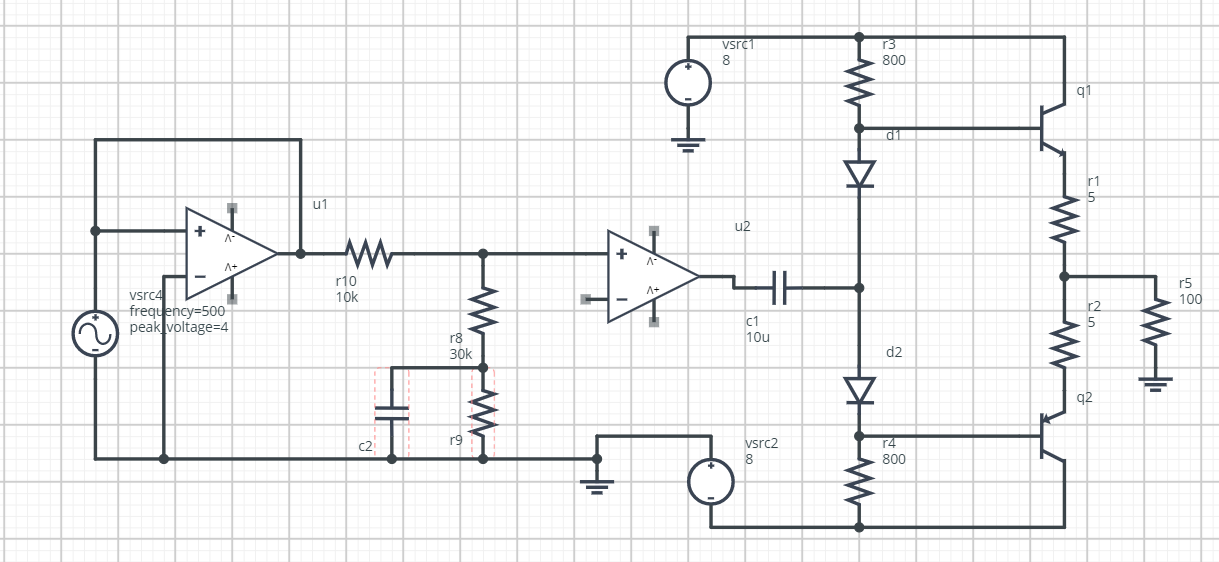 vsrc1
8
r3
800
q1
d1
u1
r1
5
u2
+
V-
−
V+
r10
10k
vsrc4
frequency=500
peak_voltage=4
+
V-
−
V+
r5
100
r2
5
r8
30k
c1
10u
d2
q2
c2
r9
vsrc2
8
r4
800